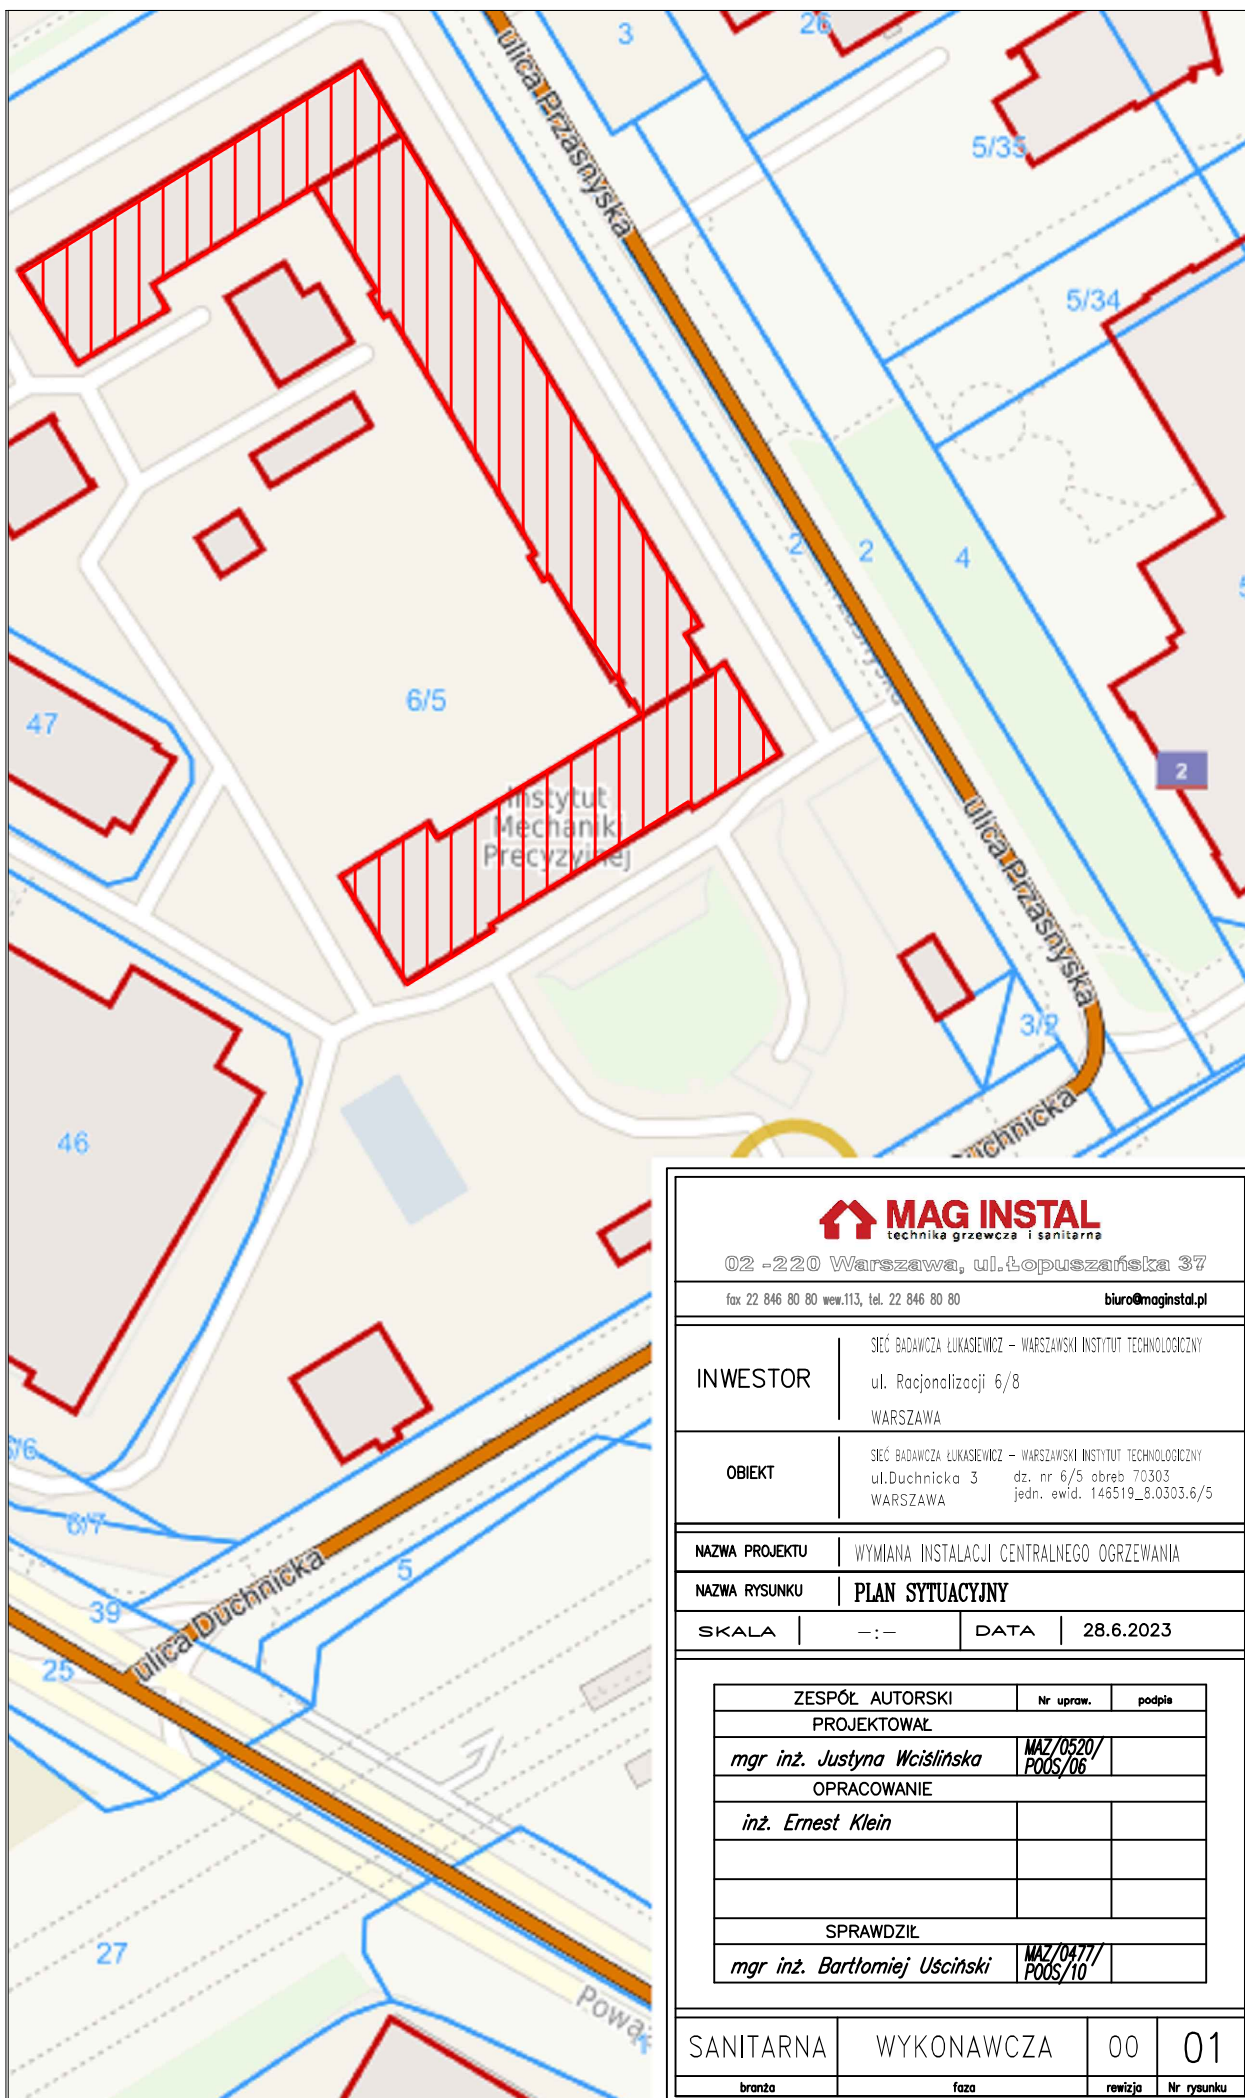 3
26
ulica Przasnyska
5/35
5/34
2
2
4
6/5
47
2
Instytut
Mechaniki
Precyzyjnej
ulica Przasnyska
3/2
46
Duchnicka
6/7
5
39
ulica Duchnicka
25
27
MAG INSTAL
technika grzewcza i sanitarna
02 -220 Warszawa, ul.Łopuszańska 37
fax 22 846 80 80 wew.113, tel. 22 846 80 80 biuro@maginstal.pl
INWESTOR
SIEĆ BADAWCZA ŁUKASIEWICZ – WARSZAWSKI INSTYTUT TECHNOLOGICZNY
ul. Racjonalizacji 6/8
WARSZAWA
OBIEKT
SIEĆ BADAWCZA ŁUKASIEWICZ – WARSZAWSKI INSTYTUT TECHNOLOGICZNY
ul.Duchnicka 3 dz. nr 6/5 obręb 70303
WARSZAWA jedn. ewid. 146519_8.0303.6/5
NAZWA PROJEKTU WYMIANA INSTALACJI CENTRALNEGO OGRZEWANIA
NAZWA RYSUNKU PLAN SYTUACYJNY
SKALA –:– DATA 28.6.2023
ZESPÓŁ AUTORSKI Nr upraw. podpis
PROJEKTOWAŁ
mgr inż. Justyna Wciślińska MAZ/0520/
POOS/06
OPRACOWANIE
inż. Ernest Klein
SPRAWDZIŁ
mgr inż. Bartłomiej Uściński MAZ/0477/
POOS/10
SANITARNA WYKONAWCZA 00 01
branża faza rewizja Nr rysunku